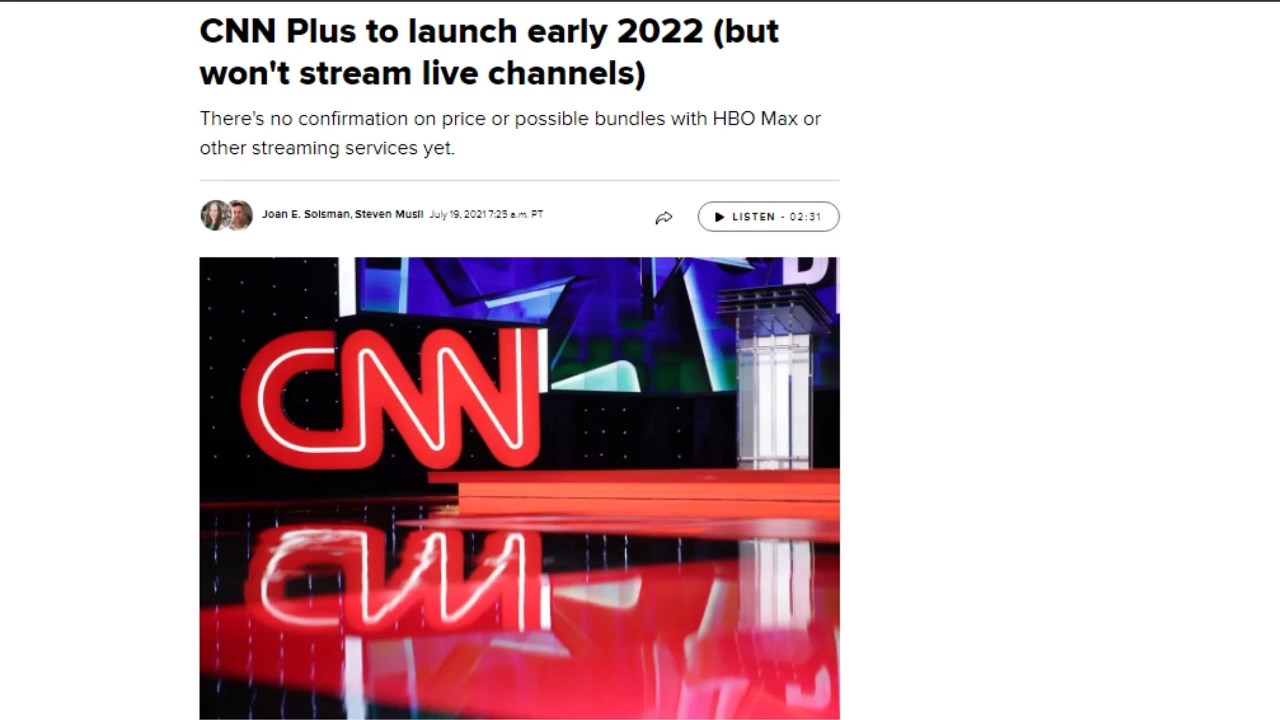 CNN Plus to launch early 2022 (but
won't stream live channels)
There's no confirmation on price or possible bundles with HBO Max or
other streaming services yet.
Joan E. Solsman, Steven Musil July 19, 2021 7:25 a.m. PT
LISTEN - 02:31
CNN